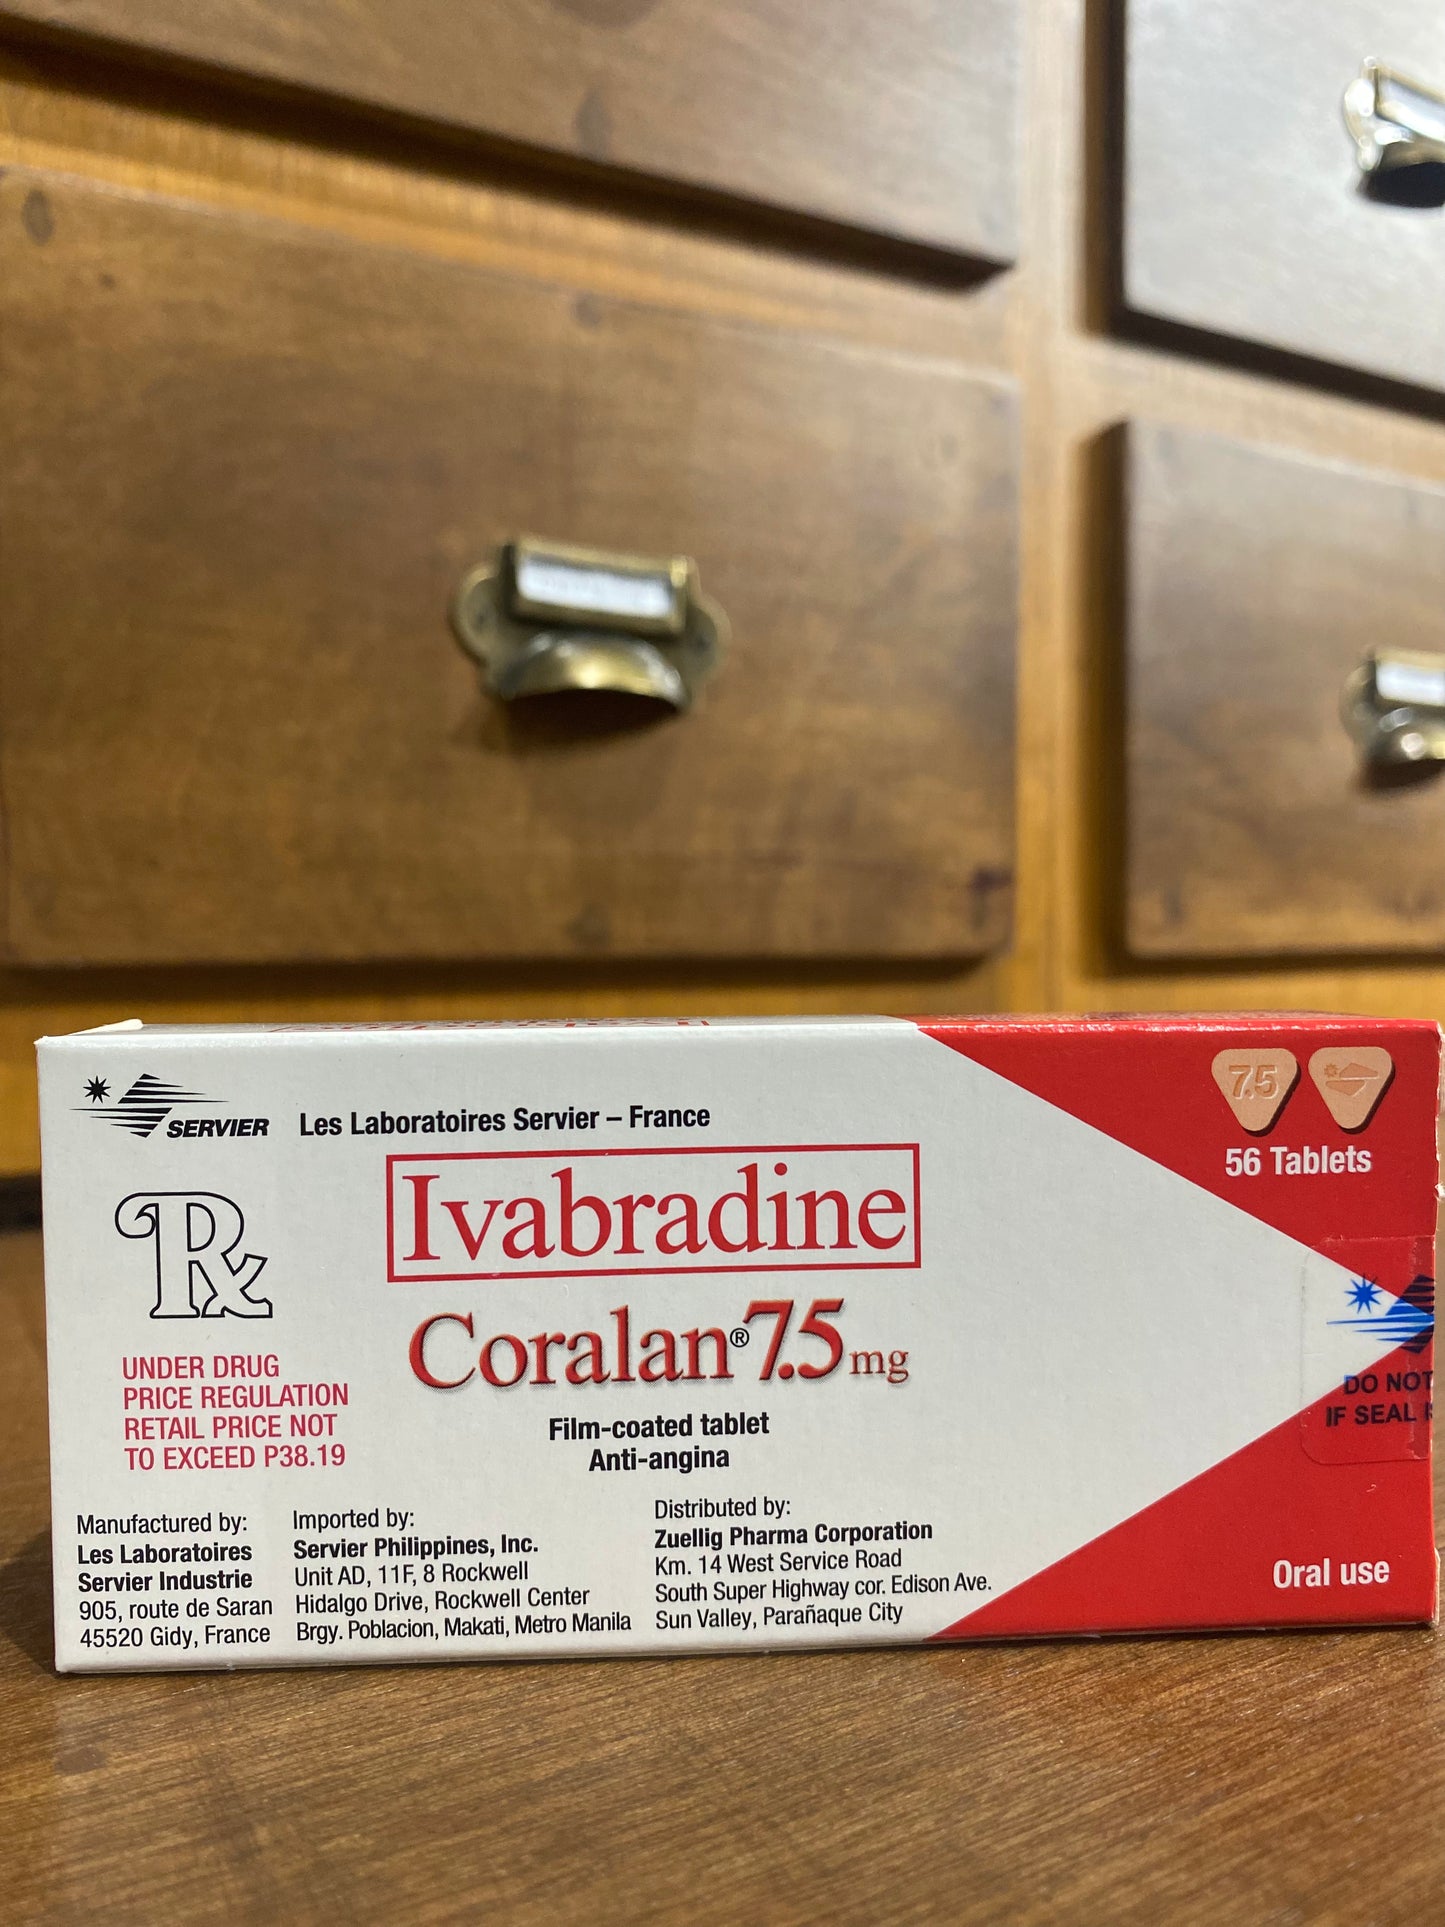 SERVIER
Les Laboratoires Servier – France
7.5
56 Tablets
Rx
Ivabradine
Coralan® 7.5 mg
Film-coated tablet
Anti-angina
UNDER DRUG
PRICE REGULATION
RETAIL PRICE NOT
TO EXCEED P38.19
DO NOT
IF SEAL
Manufactured by:
Les Laboratoires
Servier Industrie
905, route de Saran
45520 Gidy, France
Imported by:
Servier Philippines, Inc.
Unit AD, 11F, 8 Rockwell
Hidalgo Drive, Rockwell Center
Brgy. Poblacion, Makati, Metro Manila
Distributed by:
Zuellig Pharma Corporation
Km. 14 West Service Road
South Super Highway cor. Edison Ave.
Sun Valley, Parañaque City
Oral use